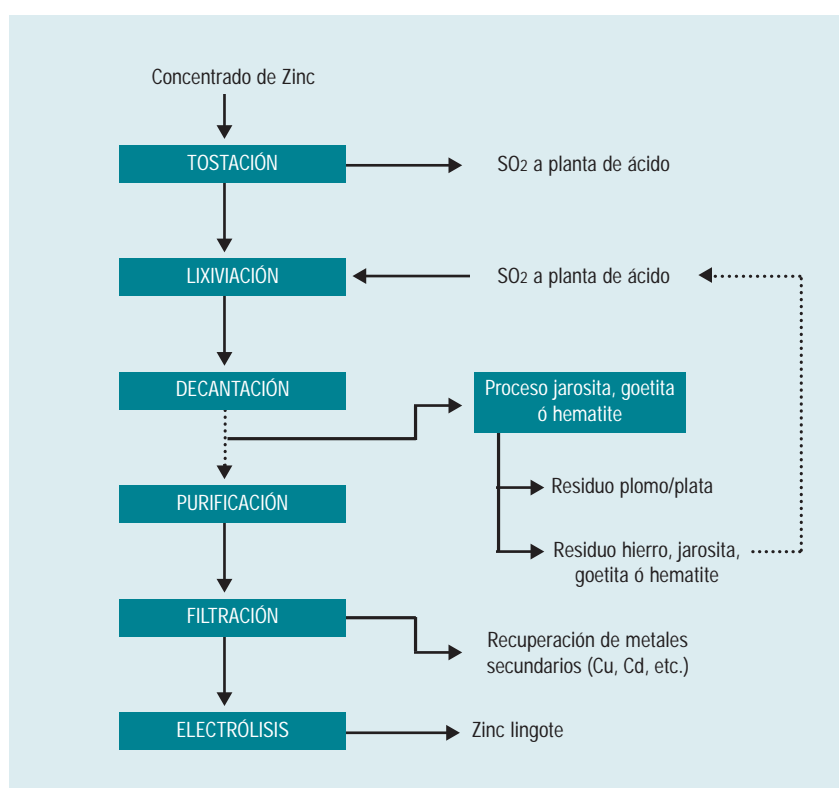 Concentrado de Zinc
TOSTACIÓN
SO2 a planta de ácido
LIXIVIACIÓN
SO2 a planta de ácido
DECANTACIÓN
Proceso jarosita, goetita
ó hematite
Residuo plomo/plata
PURIFICACIÓN
Residuo hierro, jarosita,
goetita ó hematite
FILTRACIÓN
Recuperación de metales
secundarios (Cu, Cd, etc.)
ELECTRÓLISIS
Zinc lingote